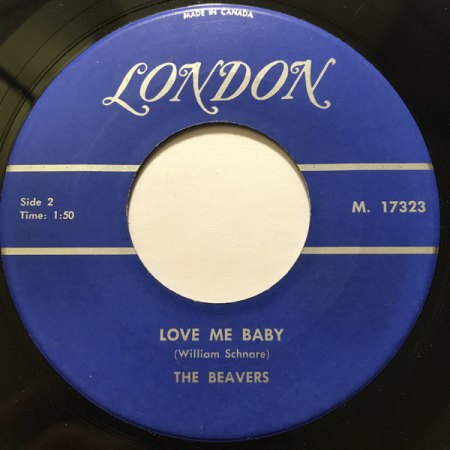 MADE IN CANADA
LONDON
Side 2
Time: 1:50
M. 17323
LOVE ME BABY
(William Schnare)
THE BEAVERS